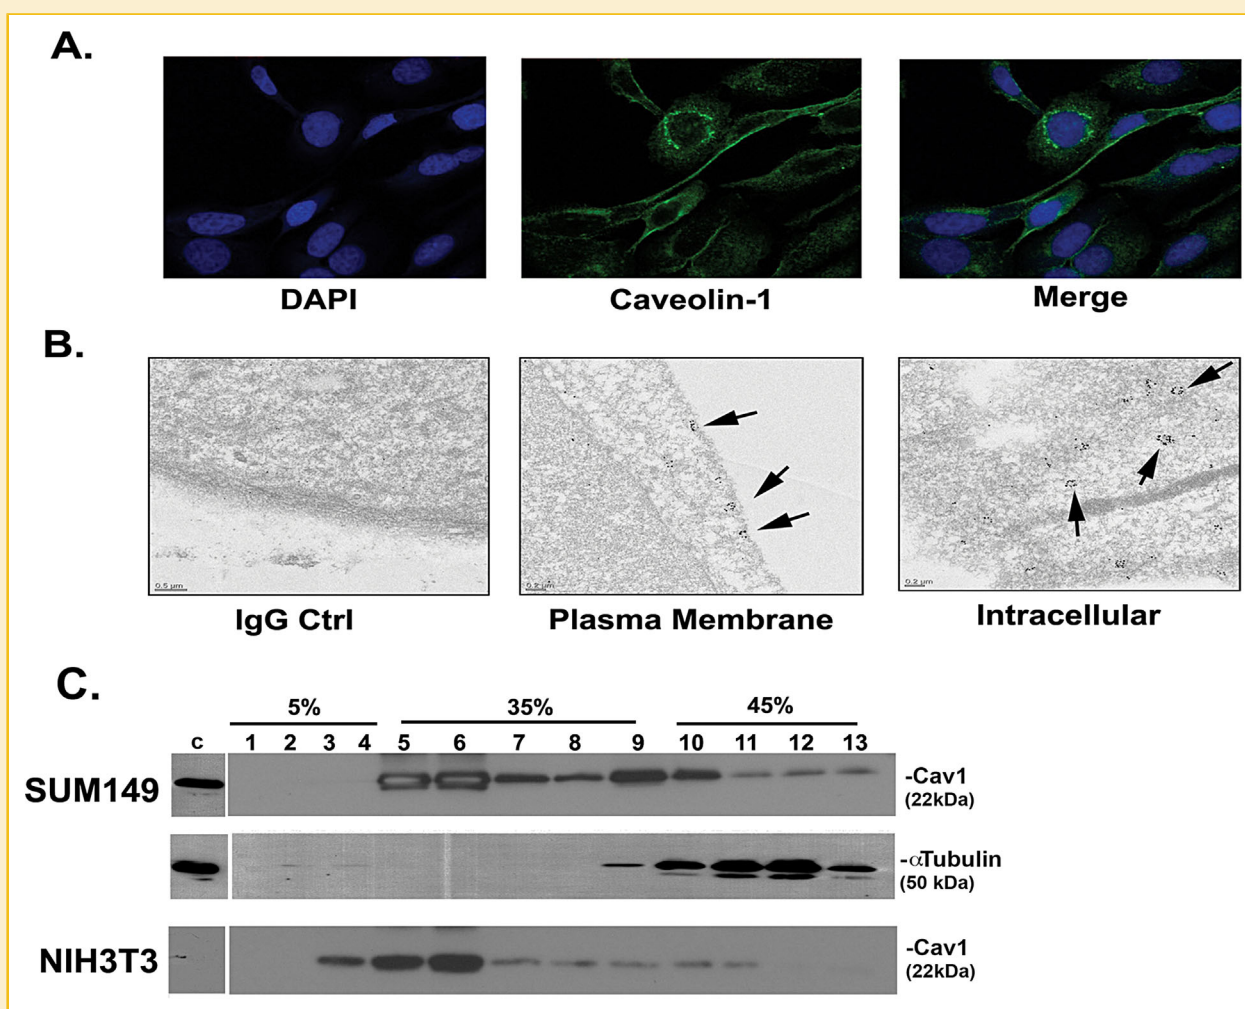 A.
DAPI
Caveolin-1
Merge
B.
0.5 µm
0.2 µm
0.2 µm
IgG Ctrl
Plasma Membrane
Intracellular
C.
5%
35%
45%
c 1 2 3 4 5 6 7 8 9 10 11 12 13
SUM149
-Cav1
(22kDa)
-αTubulin
(50 kDa)
NIH3T3
-Cav1
(22kDa)